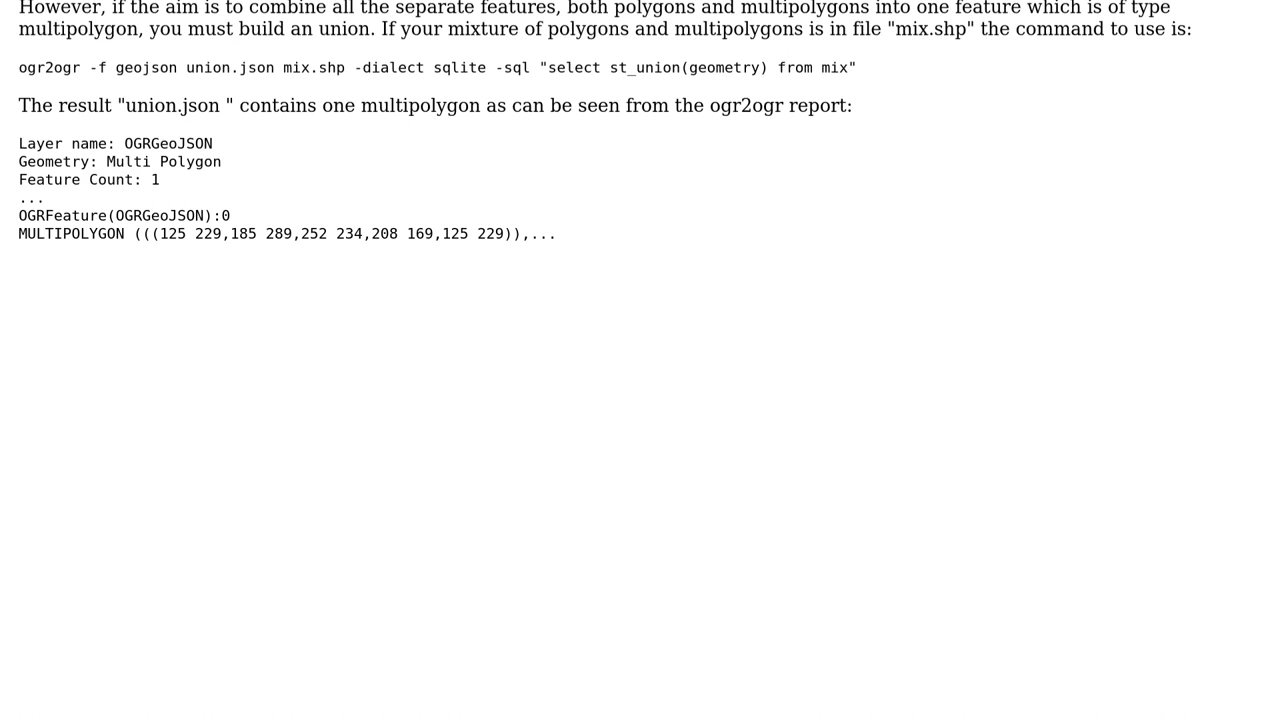 However, if the aim is to combine all the separate features, both polygons and multipolygons into one feature which is of type
multipolygon, you must build an union. If your mixture of polygons and multipolygons is in file "mix.shp" the command to use is:
ogr2ogr -f geojson union.json mix.shp -dialect sqlite -sql "select st_union(geometry) from mix"
The result "union.json " contains one multipolygon as can be seen from the ogr2ogr report:
Layer name: OGRGeoJSON
Geometry: Multi Polygon
Feature Count: 1
...
OGRFeature(OGRGeoJSON):0
MULTIPOLYGON (((125 229,185 289,252 234,208 169,125 229)),...